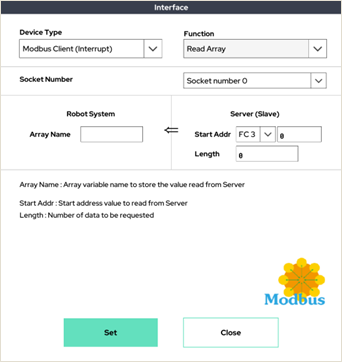 Interface
Device Type
Function
Modbus Client (Interrupt)
Read Array
Socket Number
Socket number 0
Robot System
Server (Slave)
Array Name
Start Addr
FC 3
0
Length
0
Array Name : Array variable name to store the value read from Server
Start Addr : Start address value to read from Server
Length : Number of data to be requested
Modbus
Set
Close